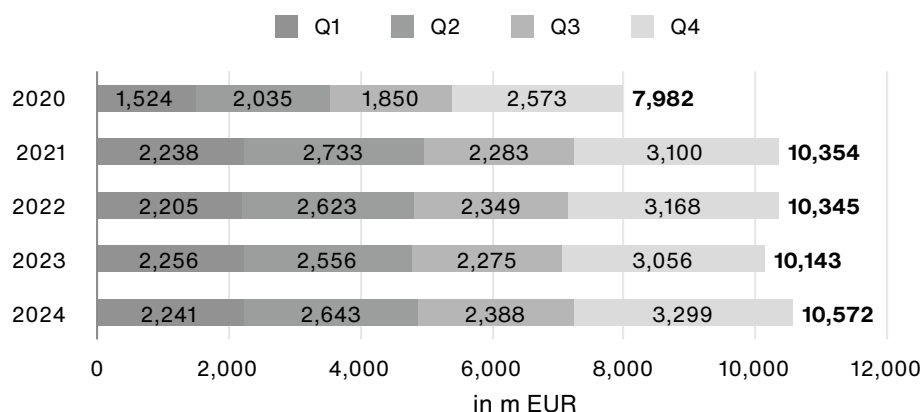 Q1 Q2 Q3 Q4
2020 1,524 2,035 1,850 2,573 7,982
2021 2,238 2,733 2,283 3,100 10,354
2022 2,205 2,623 2,349 3,168 10,345
2023 2,256 2,556 2,275 3,056 10,143
2024 2,241 2,643 2,388 3,299 10,572
0 2,000 4,000 6,000 8,000 10,000 12,000
in m EUR